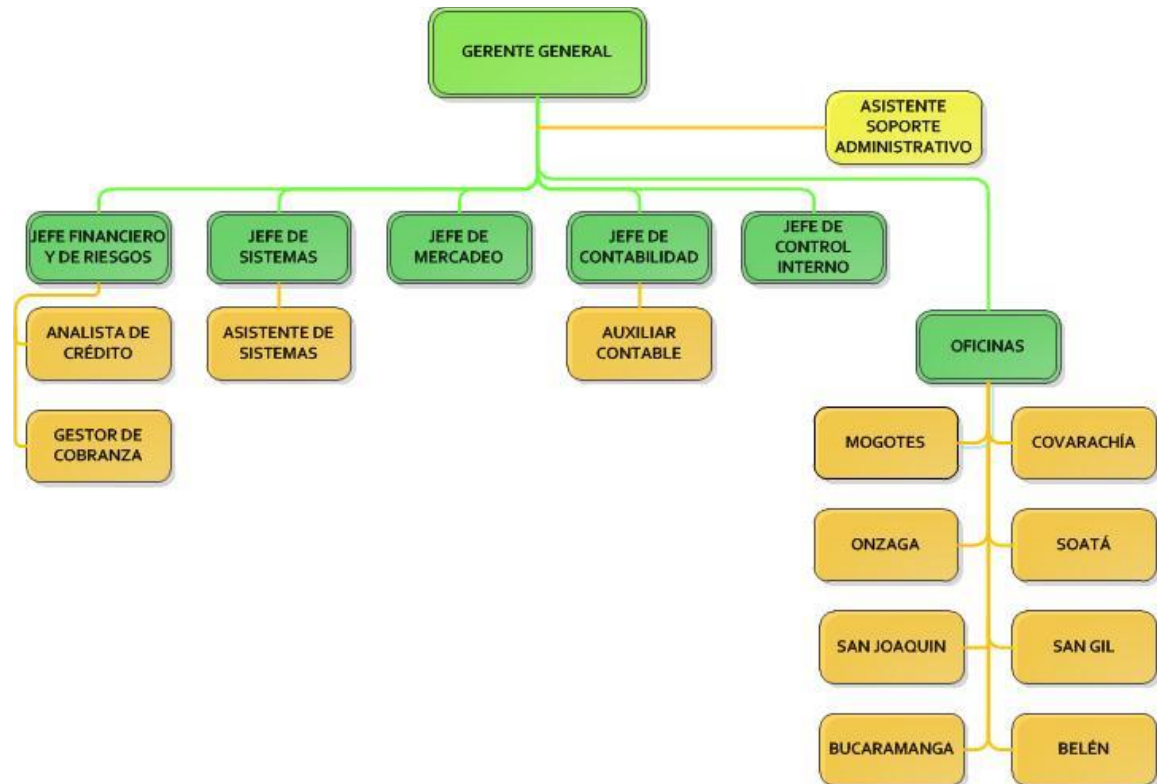 GERENTE GENERAL
ASISTENTE
SOPORTE
ADMINISTRATIVO
JEFE FINANCIERO
Y DE RIESGOS
JEFE DE
SISTEMAS
JEFE DE
MERCADEO
JEFE DE
CONTABILIDAD
JEFE DE
CONTROL
INTERNO
ANALISTA DE
CRÉDITO
ASISTENTE DE
SISTEMAS
AUXILIAR
CONTABLE
OFICINAS
GESTOR DE
COBRANZA
MOGOTES
COVARACHÍA
ONZAGA
SOATÁ
SAN JOAQUIN
SAN GIL
BUCARAMANGA
BELÉN